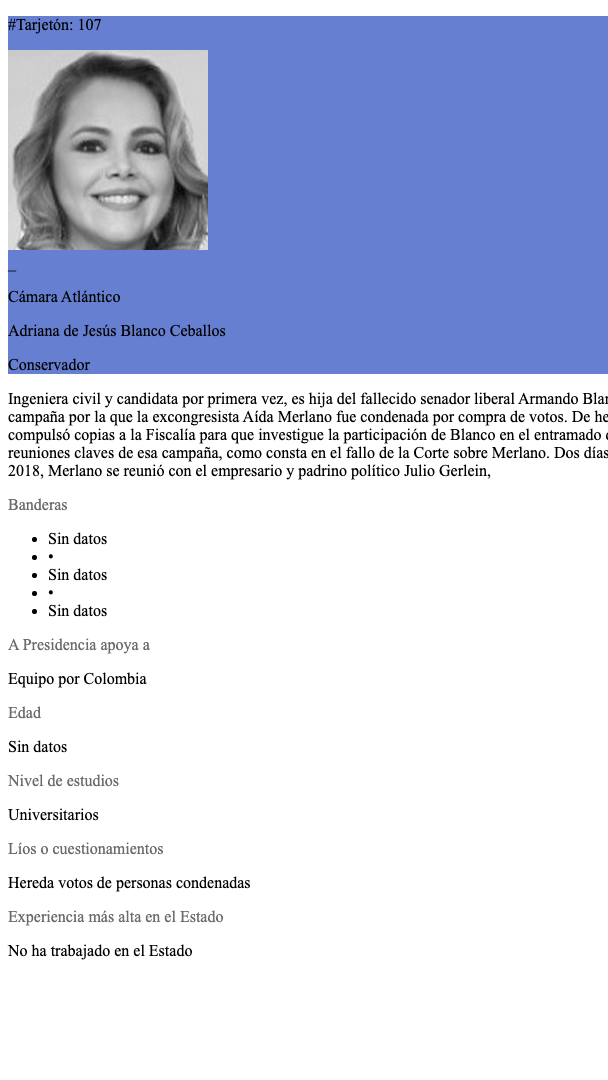 #Tarjetón: 107
_
Cámara Atlántico
Adriana de Jesús Blanco Ceballos
Conservador
Ingeniera civil y candidata por primera vez, es hija del fallecido senador liberal Armando
campaña por la que la excongresista Aída Merlano fue condenada por compra de votos. De
compulsó copias a la Fiscalía para que investigue la participación de Blanco en el entramado
reuniones claves de esa campaña, como consta en el fallo de la Corte sobre Merlano. Dos días
2018, Merlano se reunió con el empresario y padrino político Julio Gerlein,
Banderas
• Sin datos
• •
• Sin datos
• •
• Sin datos
A Presidencia apoya a
Equipo por Colombia
Edad
Sin datos
Nivel de estudios
Universitarios
Líos o cuestionamientos
Hereda votos de personas condenadas
Experiencia más alta en el Estado
No ha trabajado en el Estado